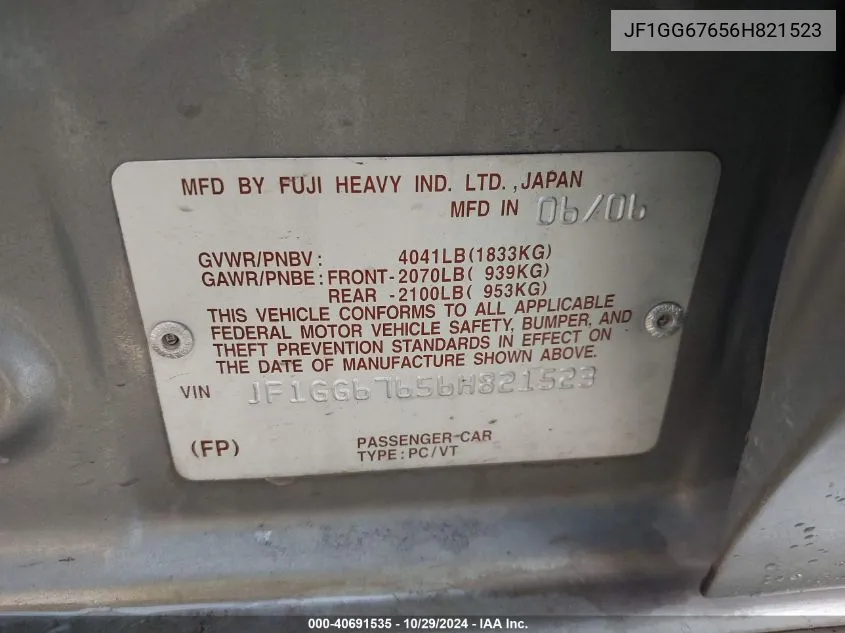 JF1GG67656H821523
MFD BY FUJI HEAVY IND. LTD., JAPAN
MFD IN 06/06
GVWR/PNBV: 4041LB(1833KG)
GAWR/PNBE: FRONT-2070LB( 939KG)
REAR -2100LB( 953KG)
THIS VEHICLE CONFORMS TO ALL APPLICABLE
FEDERAL MOTOR VEHICLE SAFETY, BUMPER, AND
THEFT PREVENTION STANDARDS IN EFFECT ON
THE DATE OF MANUFACTURE SHOWN ABOVE.
VIN JF1GG67656H821523
(FP) PASSENGER-CAR
TYPE: PC/VT
000-40691535 - 10/29/2024 - IAA Inc.